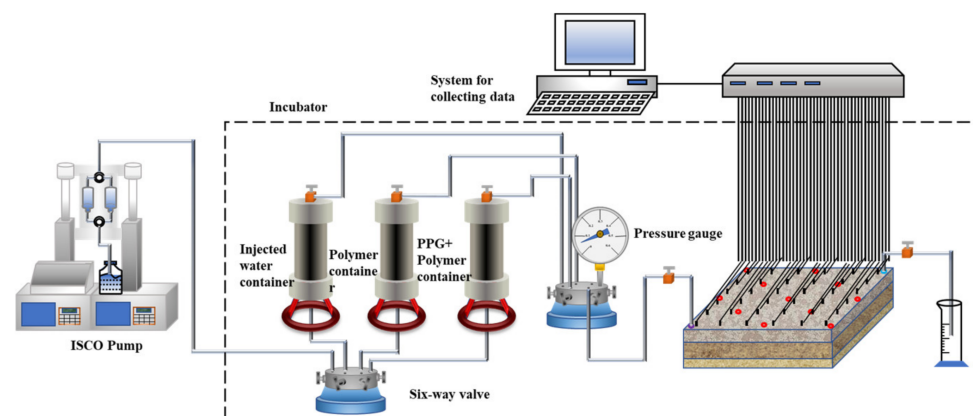 System for
collecting data
Incubator
Injected
water
container
Polymer
containe
r
PPG+
Polymer
container
Pressure gauge
ISCO Pump
Six-way valve